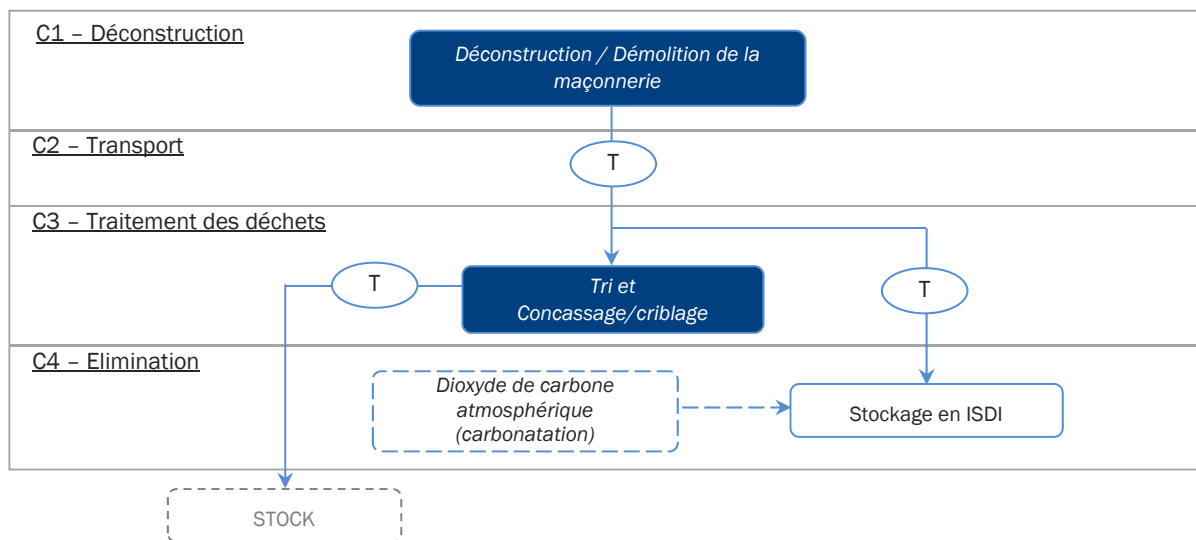 C1 – Déconstruction
Déconstruction / Démolition de la
maçonnerie
C2 – Transport
T
C3 – Traitement des déchets
T
Tri et
Concassage/criblage
T
C4 – Elimination
Dioxyde de carbone
atmosphérique
(carbonatation)
Stockage en ISDI
STOCK